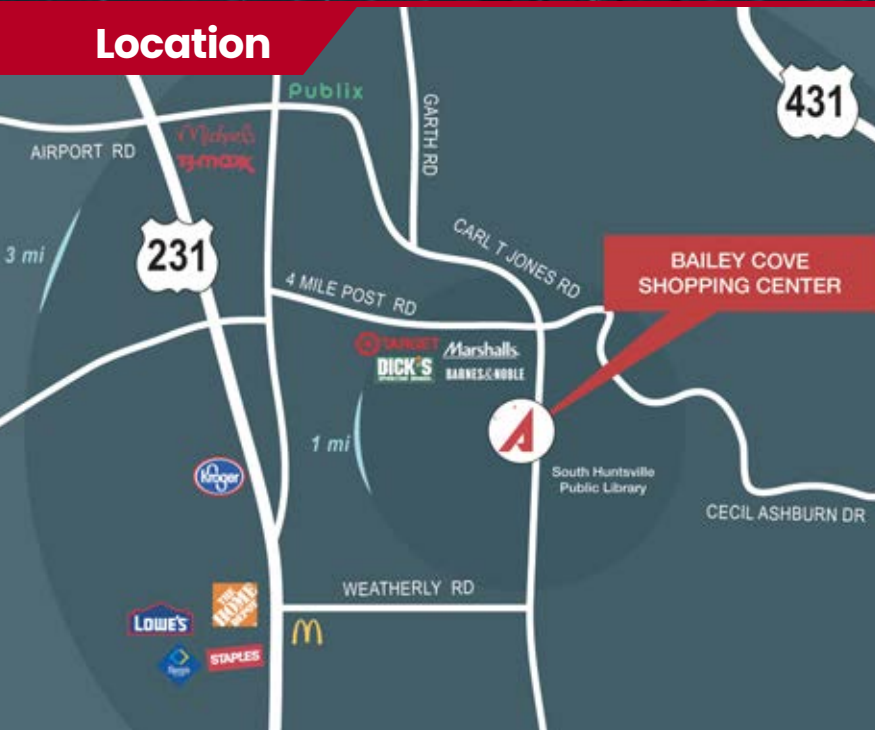 Location
Publix
GARTH RD
431
AIRPORT RD
Michaels
TJ-maxx
CARL T JONES RD
3 mi
231
BAILEY COVE
SHOPPING CENTER
4 MILE POST RD
TARGET
Marshalls.
DICK'S
BARNES&NOBLE
1 mi
Kroger
South Huntsville
Public Library
CECIL ASHBURN DR
WEATHERLY RD
THE
HOME
DEPOT
LOWE'S
STAPLES